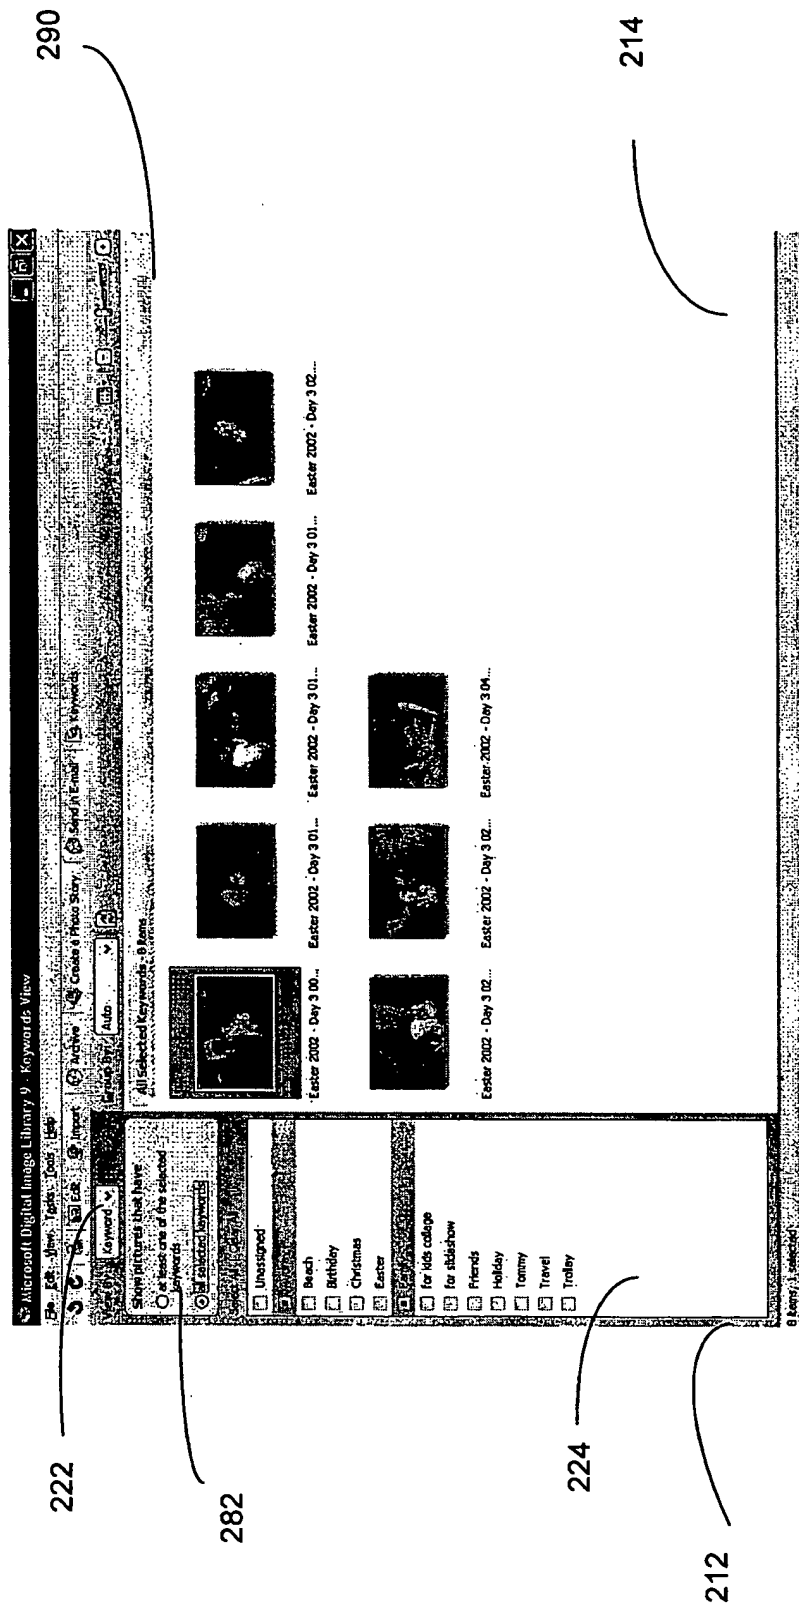 290
214
Microsoft Digital Image Library 9 - Keywords View
File Edit View Tasks Tools Help
Edit Import Archive Create a Photo Story Send in E-mail Keywords
View By: Keyword Group By: Auto
Show pictures that have:
at least one of the selected
keywords
all selected keywords
Unassigned
Beach
Birthday
Christmas
Easter
for kids collage
for slideshow
Friends
Holiday
Tommy
Travel
Trolley
All Selected Keywords - 8 items
Easter 2002 - Day 3 00...
Easter 2002 - Day 3 01...
Easter 2002 - Day 3 01...
Easter 2002 - Day 3 01...
Easter 2002 - Day 3 02...
Easter 2002 - Day 3 02...
Easter 2002 - Day 3 02...
Easter 2002 - Day 3 04...
8 items, 1 selected
222
282
224
212